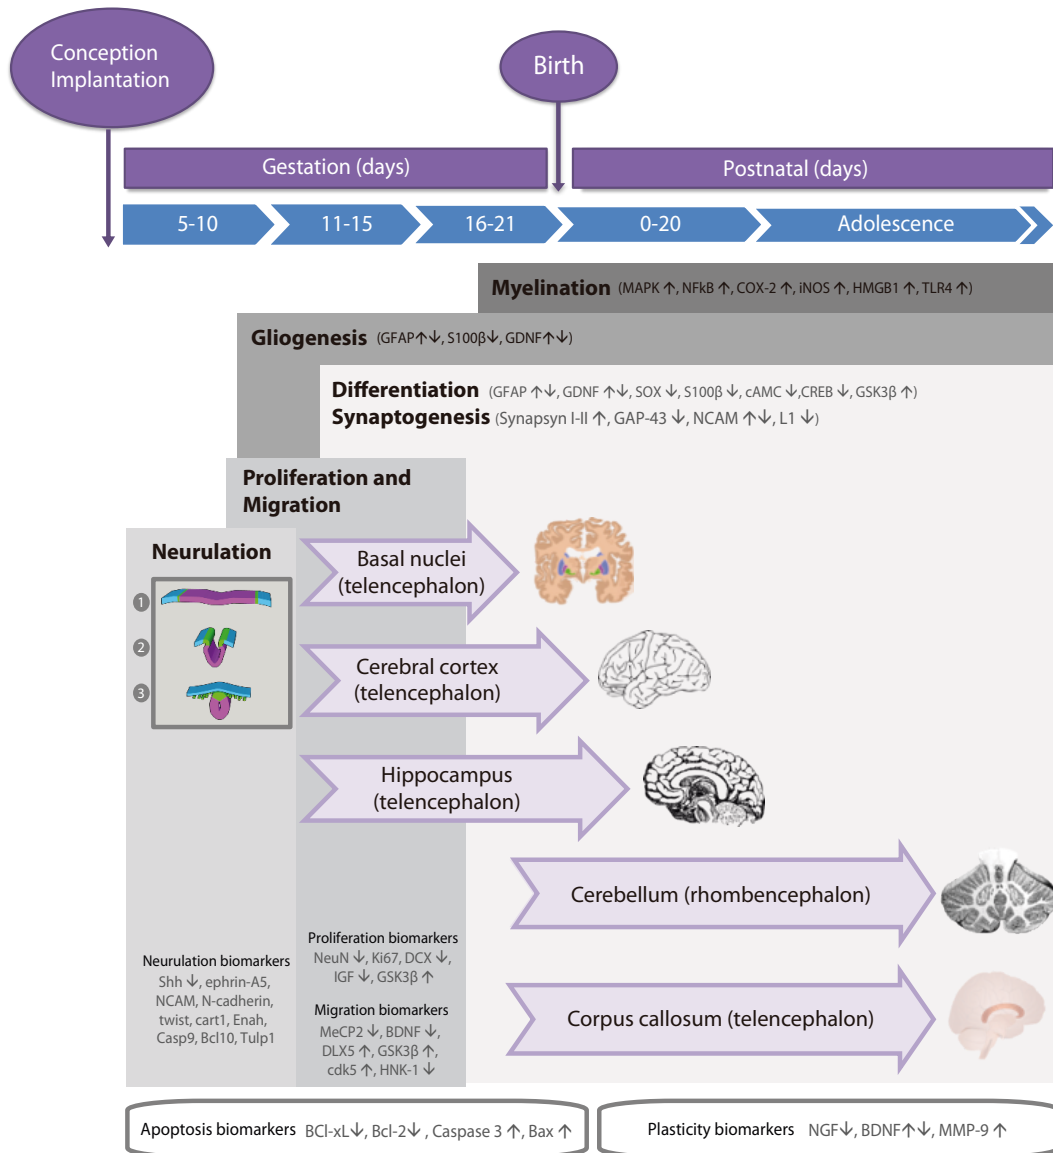 Conception
Implantation
Birth
Gestation (days)
Postnatal (days)
5-10
11-15
16-21
0-20
Adolescence
Myelination (MAPK ↑, NFkB ↑, COX-2 ↑, iNOS ↑, HMGB1 ↑, TLR4 ↑)
Gliogenesis (GFAP↑↓, S100β↓, GDNF↑↓)
Differentiation (GFAP ↑↓, GDNF ↑↓, SOX ↓, S100β ↓, cAMC ↓,CREB ↓, GSK3β ↑)
Synaptogenesis (Synapsyn I-II ↑, GAP-43 ↓, NCAM ↑↓, L1 ↓)
Proliferation and
Migration
Neurulation
1
2
3
Basal nuclei
(telencephalon)
Cerebral cortex
(telencephalon)
Hippocampus
(telencephalon)
Cerebellum (rhombencephalon)
Corpus callosum (telencephalon)
Neurulation biomarkers
Shh ↓, ephrin-A5,
NCAM, N-cadherin,
twist, cart1, Enah,
Casp9, Bcl10, Tulp1
Proliferation biomarkers
NeuN ↓, Ki67, DCX ↓,
IGF ↓, GSK3β ↑
Migration biomarkers
MeCP2 ↓, BDNF ↓,
DLX5 ↑, GSK3β ↑,
cdk5 ↑, HNK-1 ↓
Apoptosis biomarkers BCl-xL↓, Bcl-2↓ , Caspase 3 ↑, Bax ↑
Plasticity biomarkers NGF↓, BDNF↑↓, MMP-9 ↑